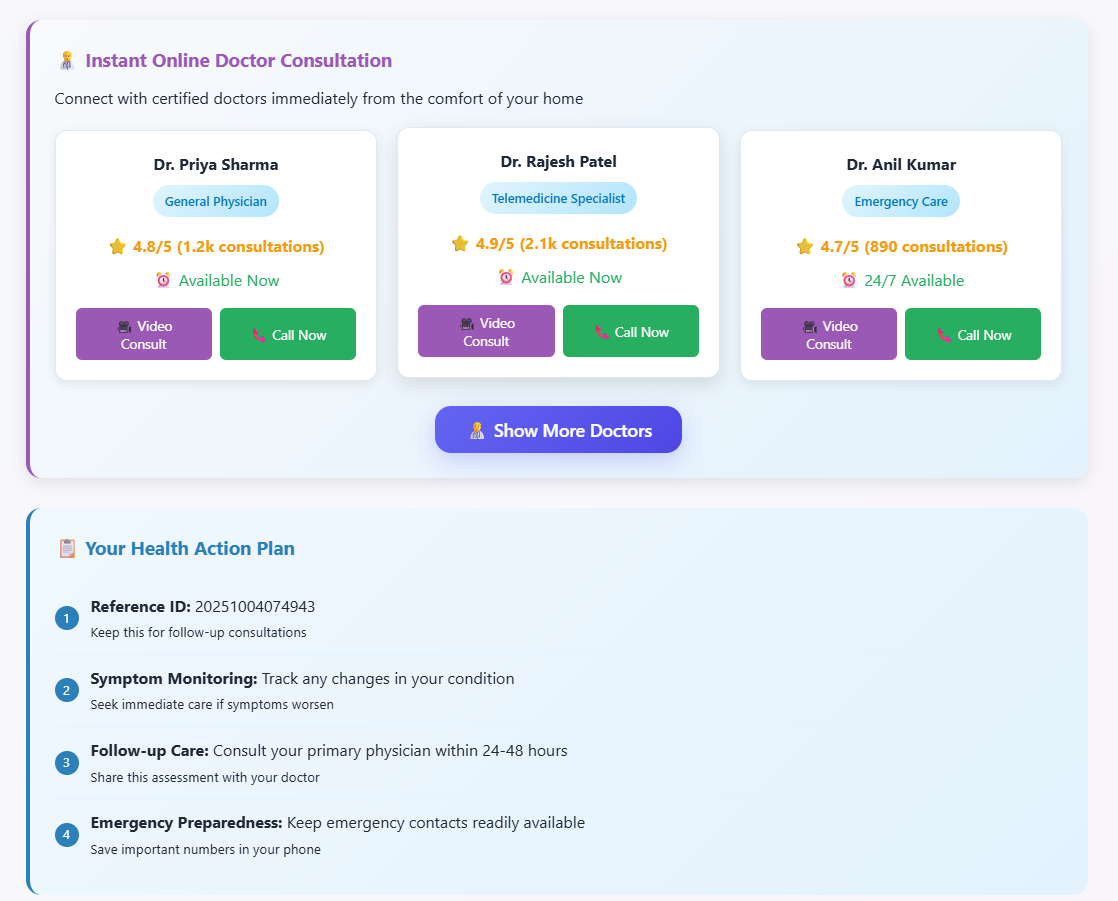 Instant Online Doctor Consultation
Connect with certified doctors immediately from the comfort of your home
Dr. Priya Sharma
General Physician
4.8/5 (1.2k consultations)
Available Now
Video
Consult
Call Now
Dr. Rajesh Patel
Telemedicine Specialist
4.9/5 (2.1k consultations)
Available Now
Video
Consult
Call Now
Dr. Anil Kumar
Emergency Care
4.7/5 (890 consultations)
24/7 Available
Video
Consult
Call Now
Show More Doctors
Your Health Action Plan
1
Reference ID: 20251004074943
Keep this for follow-up consultations
2
Symptom Monitoring: Track any changes in your condition
Seek immediate care if symptoms worsen
3
Follow-up Care: Consult your primary physician within 24-48 hours
Share this assessment with your doctor
4
Emergency Preparedness: Keep emergency contacts readily available
Save important numbers in your phone